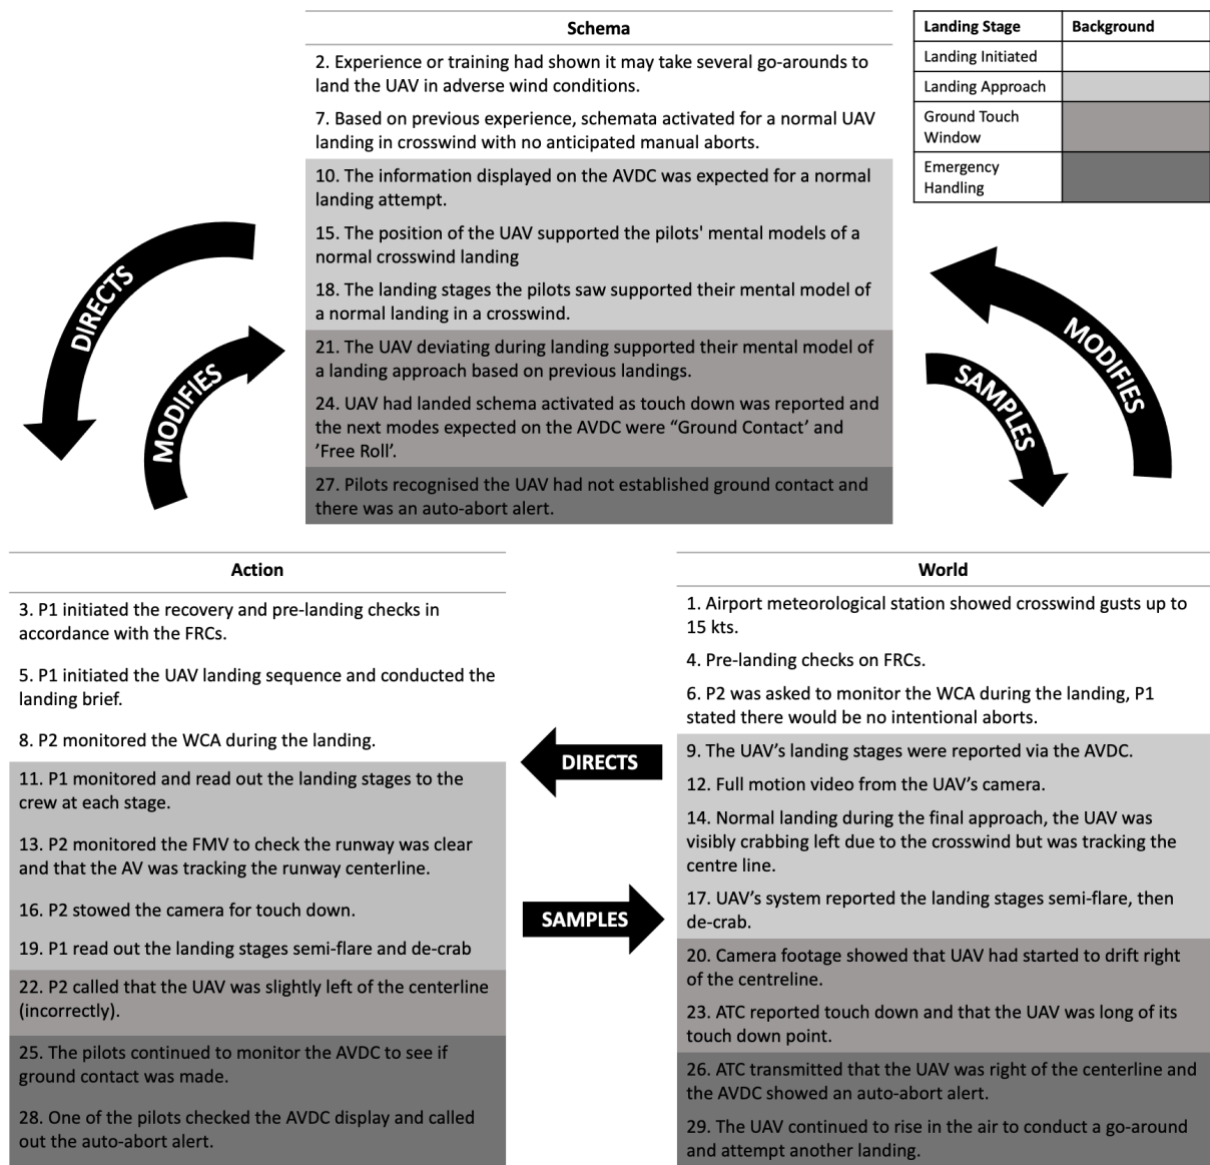 Schema
2. Experience or training had shown it may take several go-arounds to
land the UAV in adverse wind conditions.
7. Based on previous experience, schemata activated for a normal UAV
landing in crosswind with no anticipated manual aborts.
10. The information displayed on the AVDC was expected for a normal
landing attempt.
15. The position of the UAV supported the pilots' mental models of a
normal crosswind landing
18. The landing stages the pilots saw supported their mental model of
a normal landing in a crosswind.
21. The UAV deviating during landing supported their mental model of
a landing approach based on previous landings.
24. UAV had landed schema activated as touch down was reported and
the next modes expected on the AVDC were “Ground Contact’ and
’Free Roll’.
27. Pilots recognised the UAV had not established ground contact and
there was an auto-abort alert.
Landing Stage Background
Landing Initiated
Landing Approach
Ground Touch
Window
Emergency
Handling
DIRECTS
MODIFIES
SAMPLES
MODIFIES
Action
3. P1 initiated the recovery and pre-landing checks in
accordance with the FRCs.
5. P1 initiated the UAV landing sequence and conducted the
landing brief.
8. P2 monitored the WCA during the landing.
11. P1 monitored and read out the landing stages to the
crew at each stage.
13. P2 monitored the FMV to check the runway was clear
and that the AV was tracking the runway centerline.
16. P2 stowed the camera for touch down.
19. P1 read out the landing stages semi-flare and de-crab
22. P2 called that the UAV was slightly left of the centerline
(incorrectly).
25. The pilots continued to monitor the AVDC to see if
ground contact was made.
28. One of the pilots checked the AVDC display and called
out the auto-abort alert.
DIRECTS
SAMPLES
World
1. Airport meteorological station showed crosswind gusts up to
15 kts.
4. Pre-landing checks on FRCs.
6. P2 was asked to monitor the WCA during the landing, P1
stated there would be no intentional aborts.
9. The UAV’s landing stages were reported via the AVDC.
12. Full motion video from the UAV’s camera.
14. Normal landing during the final approach, the UAV was
visibly crabbing left due to the crosswind but was tracking the
centre line.
17. UAV’s system reported the landing stages semi-flare, then
de-crab.
20. Camera footage showed that UAV had started to drift right
of the centreline.
23. ATC reported touch down and that the UAV was long of its
touch down point.
26. ATC transmitted that the UAV was right of the centerline and
the AVDC showed an auto-abort alert.
29. The UAV continued to rise in the air to conduct a go-around
and attempt another landing.